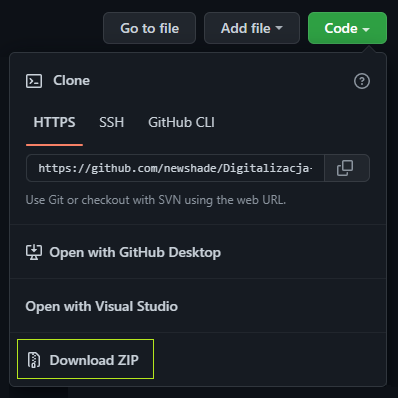 Go to file Add file Code
Clone
HTTPS SSH GitHub CLI
https://github.com/newshade/Digitalizacja-
Use Git or checkout with SVN using the web URL.
Open with GitHub Desktop
Open with Visual Studio
Download ZIP